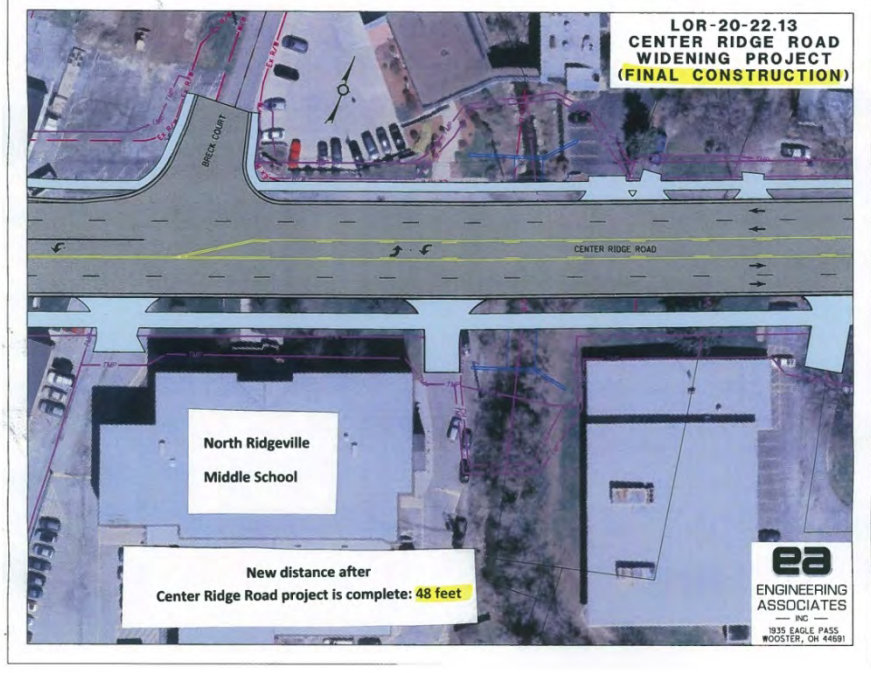 LOR-20-22.13
CENTER RIDGE ROAD
WIDENING PROJECT
(FINAL CONSTRUCTION)
BRECK COURT
CENTER RIDGE ROAD
North Ridgeville
Middle School
New distance after
Center Ridge Road project is complete: 48 feet
ea
ENGINEERING
ASSOCIATES
INC
1935 EAGLE PASS
WOOSTER, OH 44691